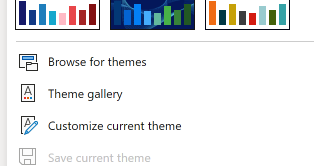 Browse for themes
Theme gallery
Customize current theme
Save current theme